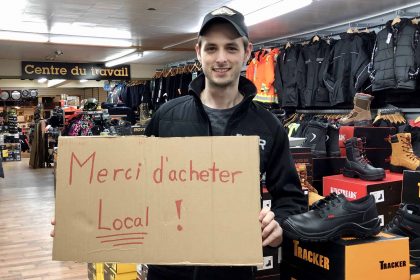 Centre du travail
Merci d'acheter
Local !
TRACKER
TRACKER